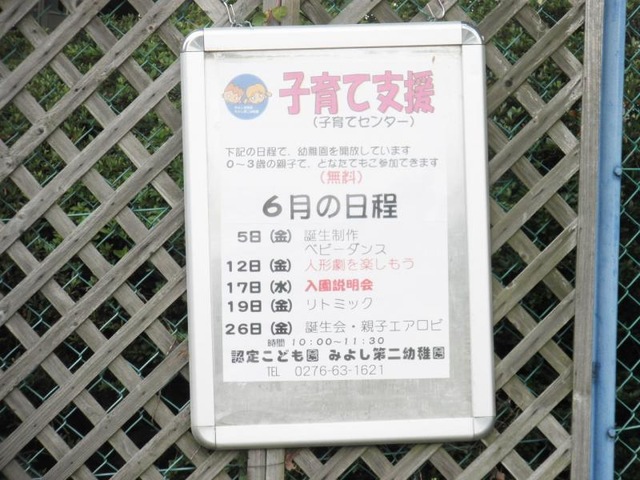 子育て支援
(子育てセンター)
下記の日程で、幼稚園を開放しています
0～3歳の親子で、どなたでもご参加できます
(無料)
6月の日程
5日(金) 誕生制作
ベビーダンス
12日(金) 人形劇を楽しもう
17日(水) 入園説明会
19日(金) リトミック
26日(金) 誕生会・親子エアロビ
時間 10:00～11:30
認定こども園 みよし第二幼稚園
TEL 0276-63-1621